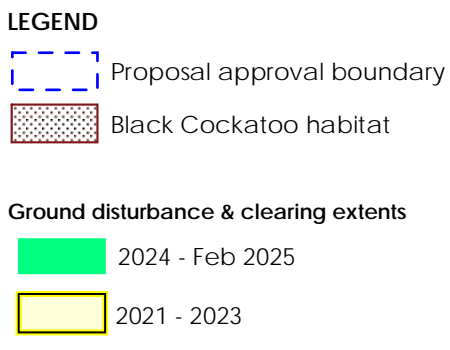 LEGEND
Proposal approval boundary
Black Cockatoo habitat
Ground disturbance & clearing extents
2024 - Feb 2025
2021 - 2023